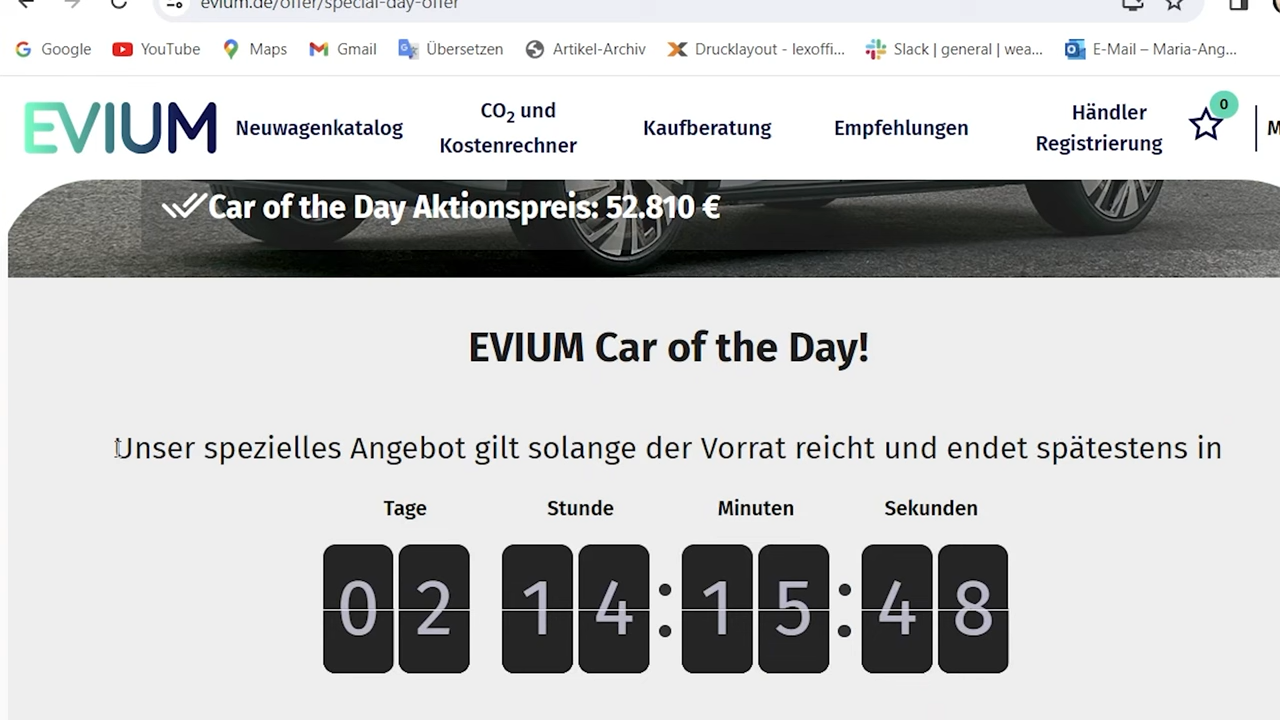 evium.de/offer/special-day-offer
Google YouTube Maps Gmail Übersetzen Artikel-Archiv Drucklayout - lexoffi... Slack | general | wea... E-Mail – Maria-Ang...
EVIUM
Neuwagenkatalog
CO₂ und
Kostenrechner
Kaufberatung
Empfehlungen
Händler
Registrierung
0
M
Car of the Day Aktionspreis: 52.810 €
EVIUM Car of the Day!
Unser spezielles Angebot gilt solange der Vorrat reicht und endet spätestens in
Tage Stunde Minuten Sekunden
02 14 : 15 : 48